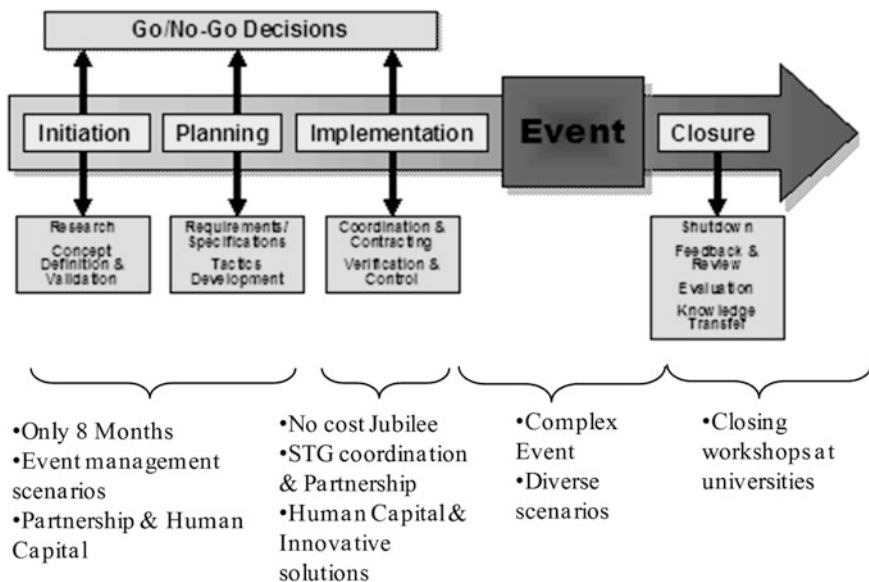 Go/No-Go Decisions
Initiation
Planning
Implementation
Event
Closure
Research
Concept
Definition &
Validation
Requirements/
Specifications
Tactics
Development
Coordination &
Contracting
Verification &
Control
Shutdown
Feedback &
Review
Evaluation
Knowledge
Transfer
•Only 8 Months
•Event management
scenarios
•Partnership & Human
Capital
•No cost Jubilee
•STG coordination
& Partnership
•Human Capital &
Innovative
solutions
•Complex
Event
•Diverse
scenarios
•Closing
workshops at
universities